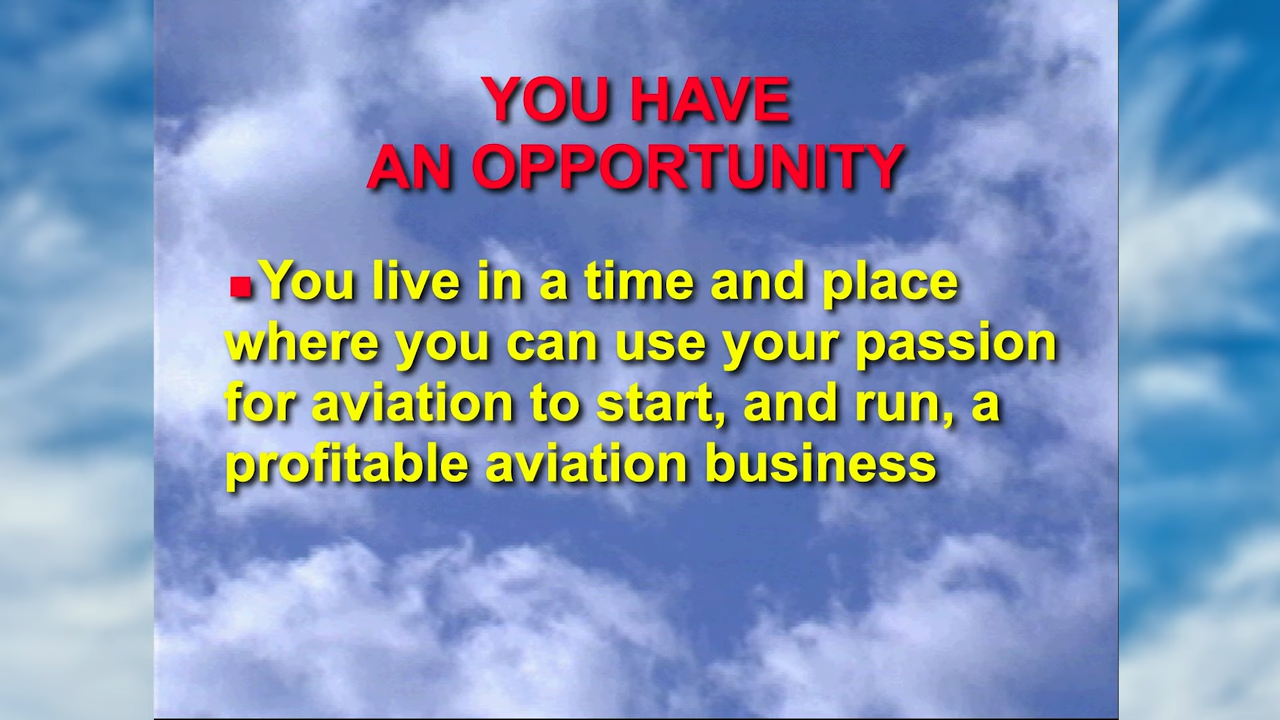 YOU HAVE
AN OPPORTUNITY
▪You live in a time and place
where you can use your passion
for aviation to start, and run, a
profitable aviation business